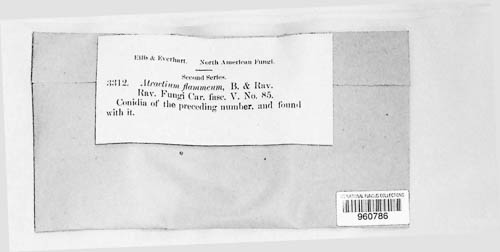 Ellis & Everhart. North American Fungi.
Second Series.
3312. Atractium flammeum, B. & Rav.
Rav. Fungi Car. fasc. V. No. 85.
Conidia of the preceding number, and found
with it.
US NATIONAL FUNGUS COLLECTIONS
960786